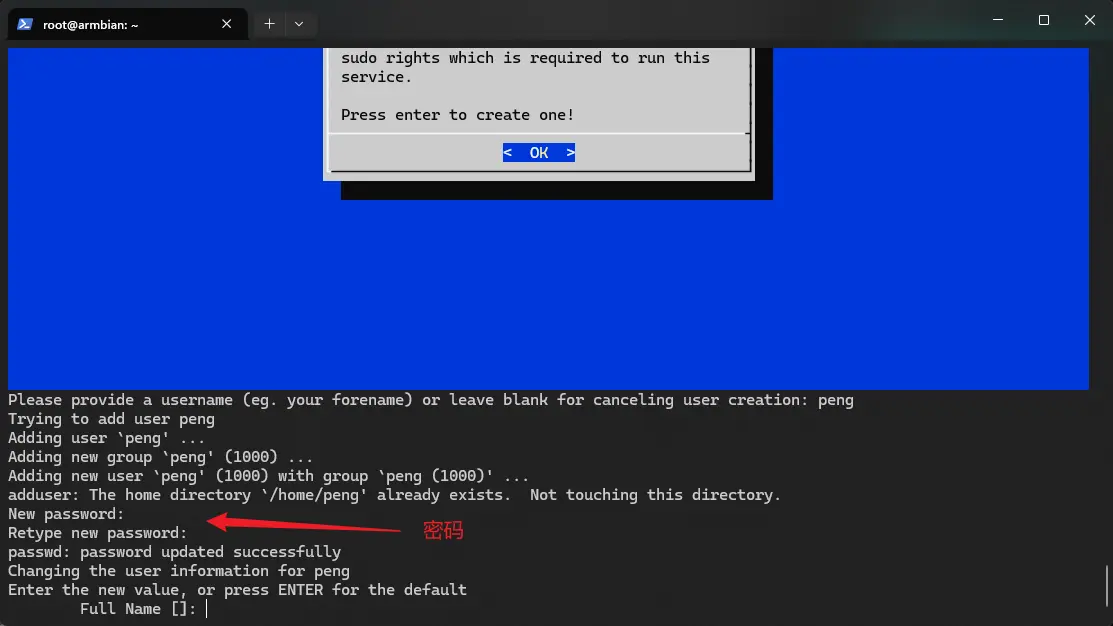 root@armbian: ~
sudo rights which is required to run this
service.
Press enter to create one!
< OK >
Please provide a username (eg. your forename) or leave blank for canceling user creation: peng
Trying to add user peng
Adding user `peng' ...
Adding new group `peng' (1000) ...
Adding new user `peng' (1000) with group `peng (1000)' ...
adduser: The home directory `/home/peng' already exists.  Not touching this directory.
New password:
密码
Retype new password:
passwd: password updated successfully
Changing the user information for peng
Enter the new value, or press ENTER for the default
Full Name []: